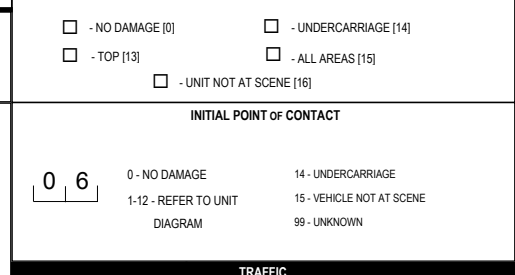 - NO DAMAGE [0]
- UNDERCARRIAGE [14]
- TOP [13]
- ALL AREAS [15]
- UNIT NOT AT SCENE [16]
INITIAL POINT OF CONTACT
0 6
0 - NO DAMAGE
1-12 - REFER TO UNIT
DIAGRAM
14 - UNDERCARRIAGE
15 - VEHICLE NOT AT SCENE
99 - UNKNOWN
TRAFFIC